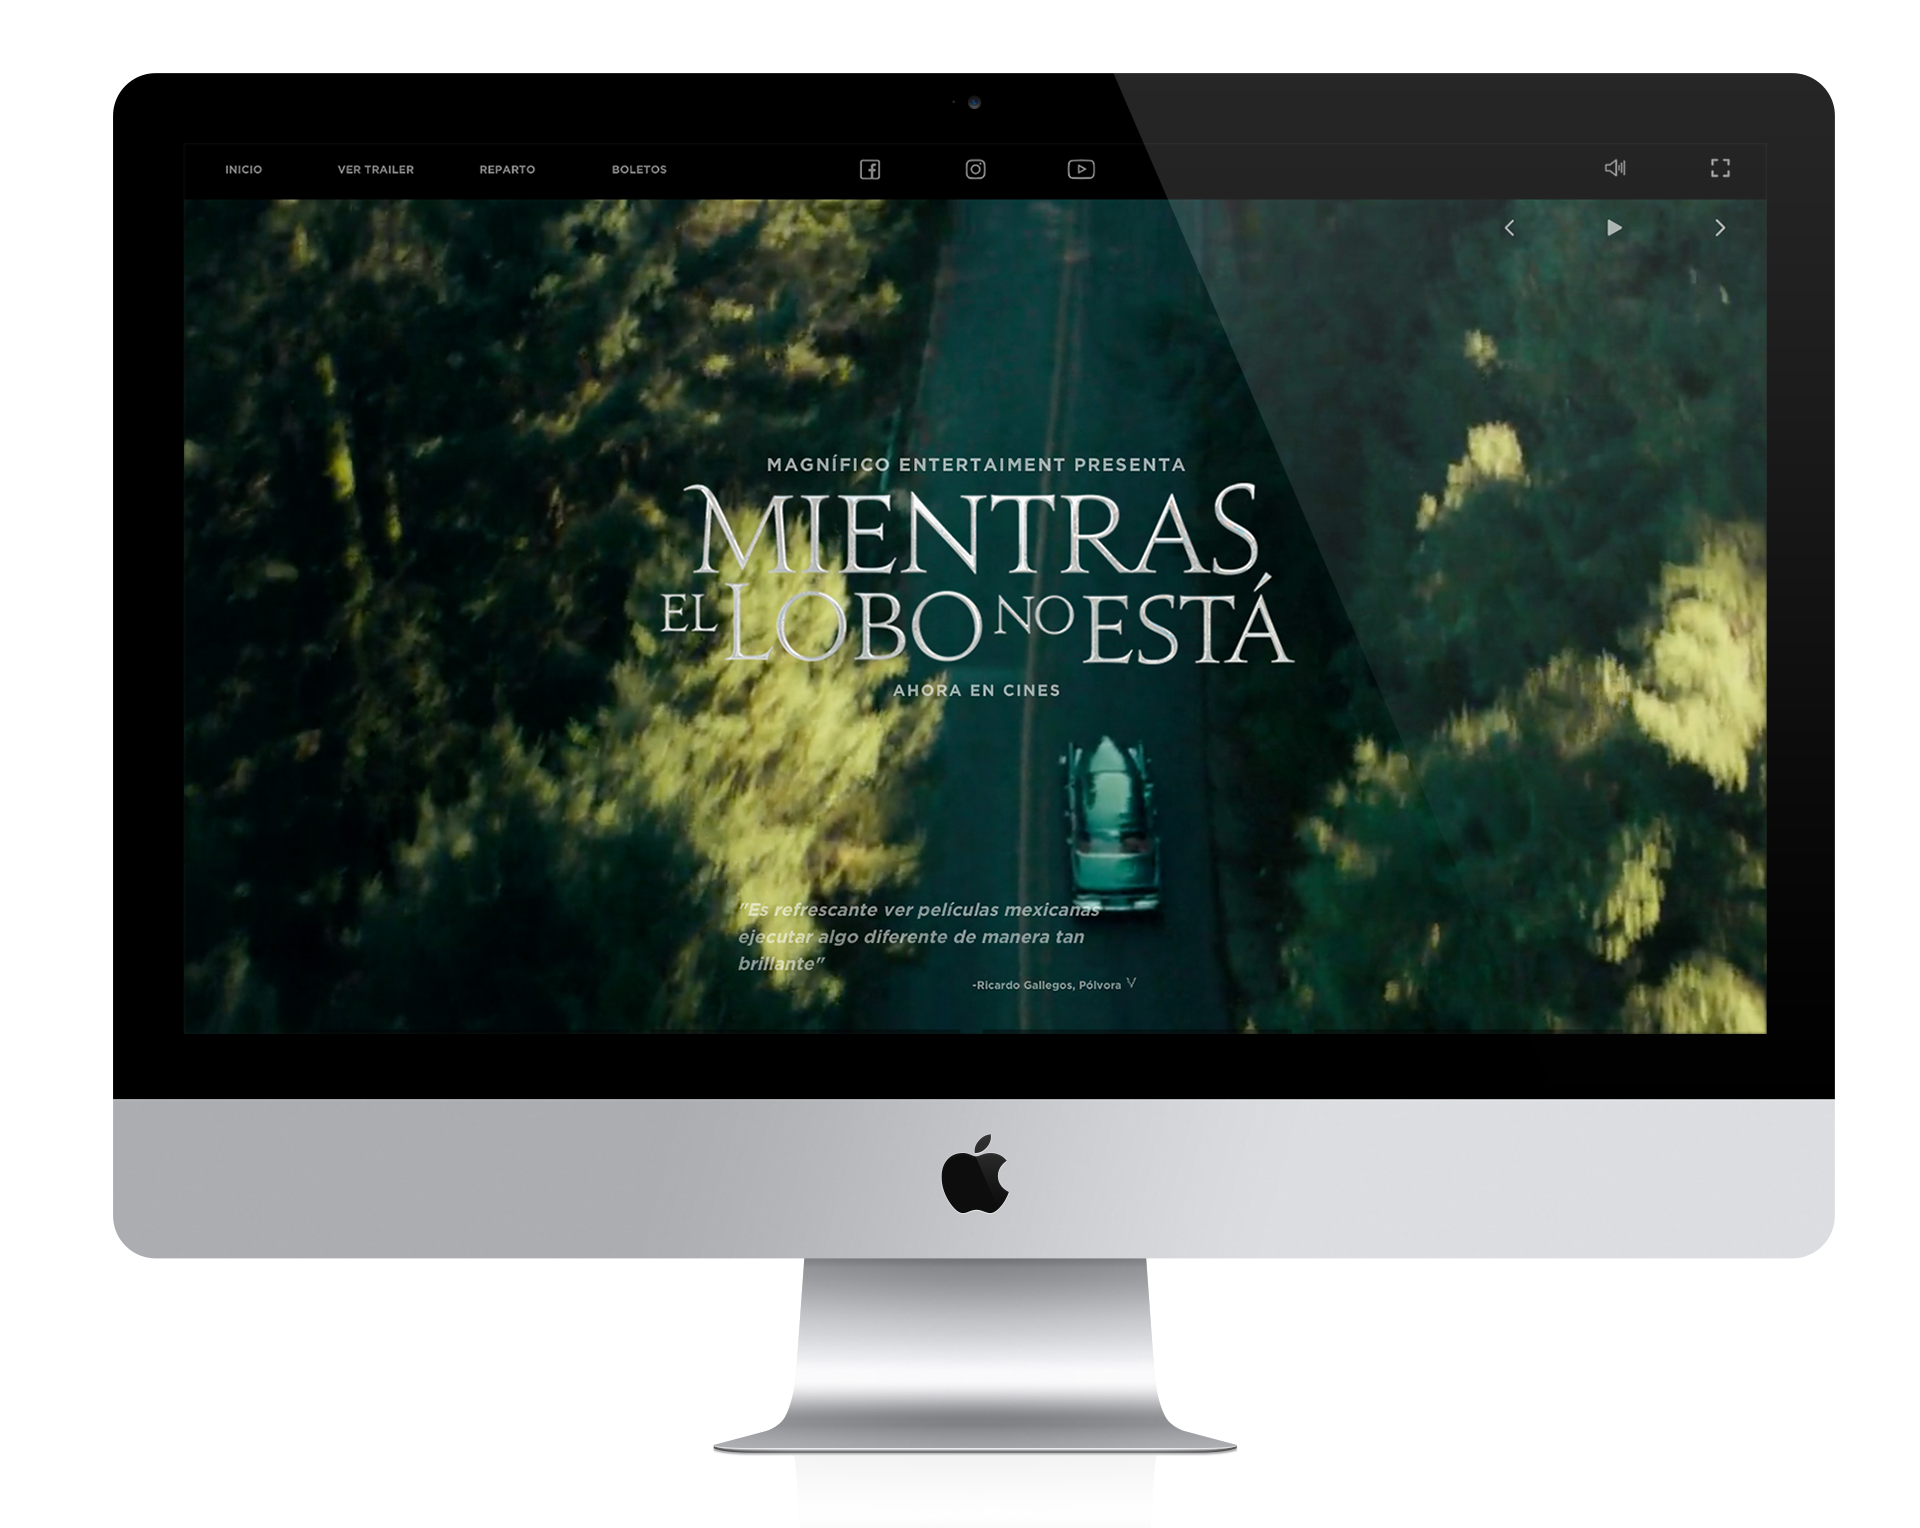 INICIO
VER TRAILER
REPARTO
BOLETOS
MAGNÍFICO ENTERTAIMENT PRESENTA
MIENTRAS
EL LOBO NO ESTÁ
AHORA EN CINES
"Es refrescante ver películas mexicanas
ejecutar algo diferente de manera tan
brillante"
-Ricardo Gallegos, Pólvora